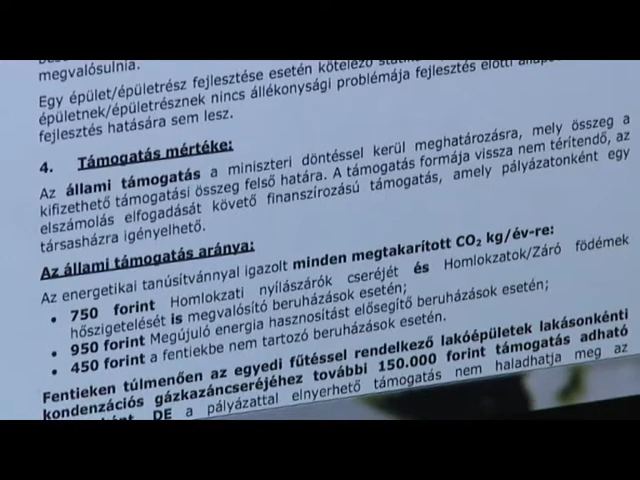 megvalósulnia.
Egy épület/épületrész fejlesztése esetén kötelező
épületnek/épületrésznek nincs állékonysági problémája fejlesztés előtti
fejlesztés hatására sem lesz.
4. Támogatás mértéke:
Az állami támogatás a miniszteri döntéssel kerül meghatározásra, mely összeg a
kifizethető támogatási összeg felső határa. A támogatás formája vissza nem térítendő, az
elszámolás elfogadását követő finanszírozású támogatás, amely pályázatonként egy
társasházra igényelhető.
Az állami támogatás aránya:
Az energetikai tanúsítvánnyal igazolt minden megtakarított CO₂ kg/év-re:
• 750 forint Homlokzati nyílászárók cseréjét és Homlokzatok/Záró födémek
hőszigetelését is megvalósító beruházások esetén;
• 950 forint Megújuló energia hasznosítást elősegítő beruházások esetén;
• 450 forint a fentiekbe nem tartozó beruházások esetén.
Fentieken túlmenően az egyedi fűtéssel rendelkező lakóépületek lakásonkénti
kondenzációs gázkazáncseréjéhez további 150.000 forint támogatás adható
DE a pályázattal elnyerhető támogatás nem haladhatja meg az